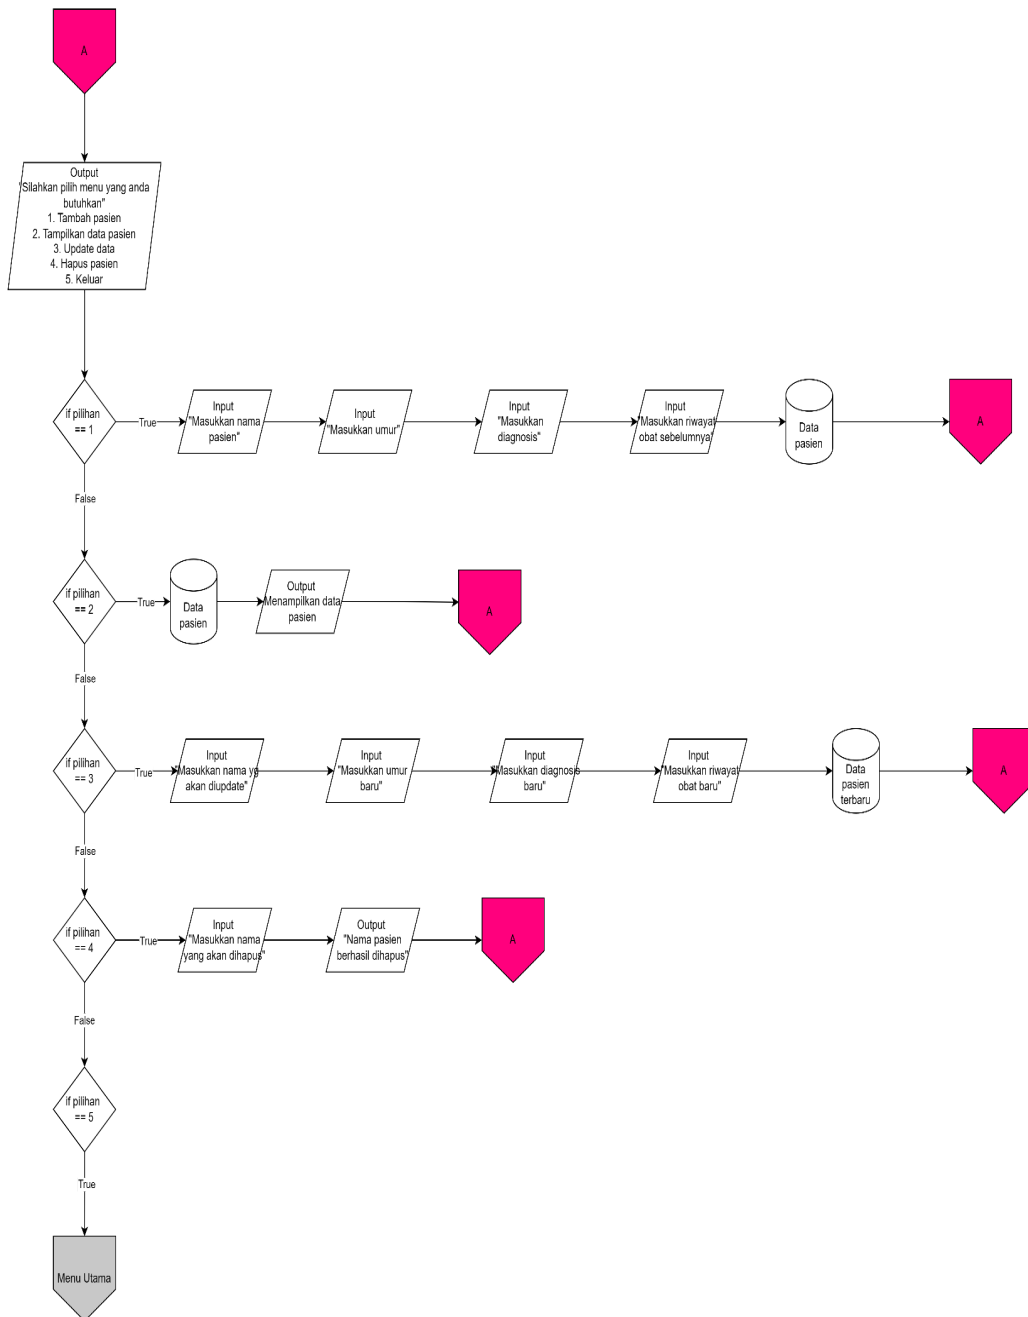 A
Output
"Silahkan pilih menu yang anda
butuhkan"
1. Tambah pasien
2. Tampilkan data pasien
3. Update data
4. Hapus pasien
5. Keluar
if pilihan
== 1
True
Input
"Masukkan nama
pasien"
Input
"Masukkan umur"
Input
"Masukkan
diagnosis"
Input
"Masukkan riwayat
obat sebelumnya"
Data
pasien
A
False
if pilihan
== 2
True
Data
pasien
Output
Menampilkan data
pasien
A
False
if pilihan
== 3
True
Input
"Masukkan nama yg
akan diupdate"
Input
"Masukkan umur
baru"
Input
"Masukkan diagnosis
baru"
Input
"Masukkan riwayat
obat baru"
Data
pasien
terbaru
A
False
if pilihan
== 4
True
Input
"Masukkan nama
yang akan dihapus"
Output
"Nama pasien
berhasil dihapus"
A
False
if pilihan
== 5
True
Menu Utama